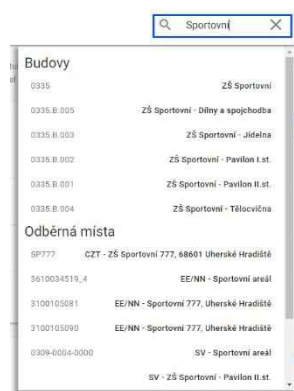 Sportovní
Budovy
0335 ZŠ Sportovní
0335.B.005 ZŠ Sportovní - Dílny a spojchodba
0335.B.003 ZŠ Sportovní - Jídelna
0335.B.002 ZŠ Sportovní - Pavilon I.st.
0335.B.001 ZŠ Sportovní - Pavilon II.st.
0335.B.004 ZŠ Sportovní - Tělocvična
Odběrná místa
SP777 CZT - ZŠ Sportovní 777, 68601 Uherské Hradiště
3610034519_4 EE/NN - Sportovní areál
3100105081 EE/NN - Sportovní 777, Uherské Hradiště
3100105090 EE/NN - Sportovní 777, Uherské Hradiště
0309-0004-0000 SV - Sportovní areál
SV - ZŠ Sportovní - Pavilon II.st.